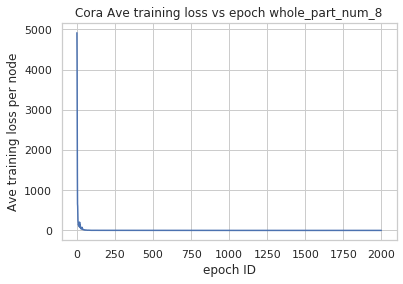 Cora Ave training loss vs epoch whole_part_num_8
Ave training loss per node
5000
4000
3000
2000
1000
0
0 250 500 750 1000 1250 1500 1750 2000
epoch ID